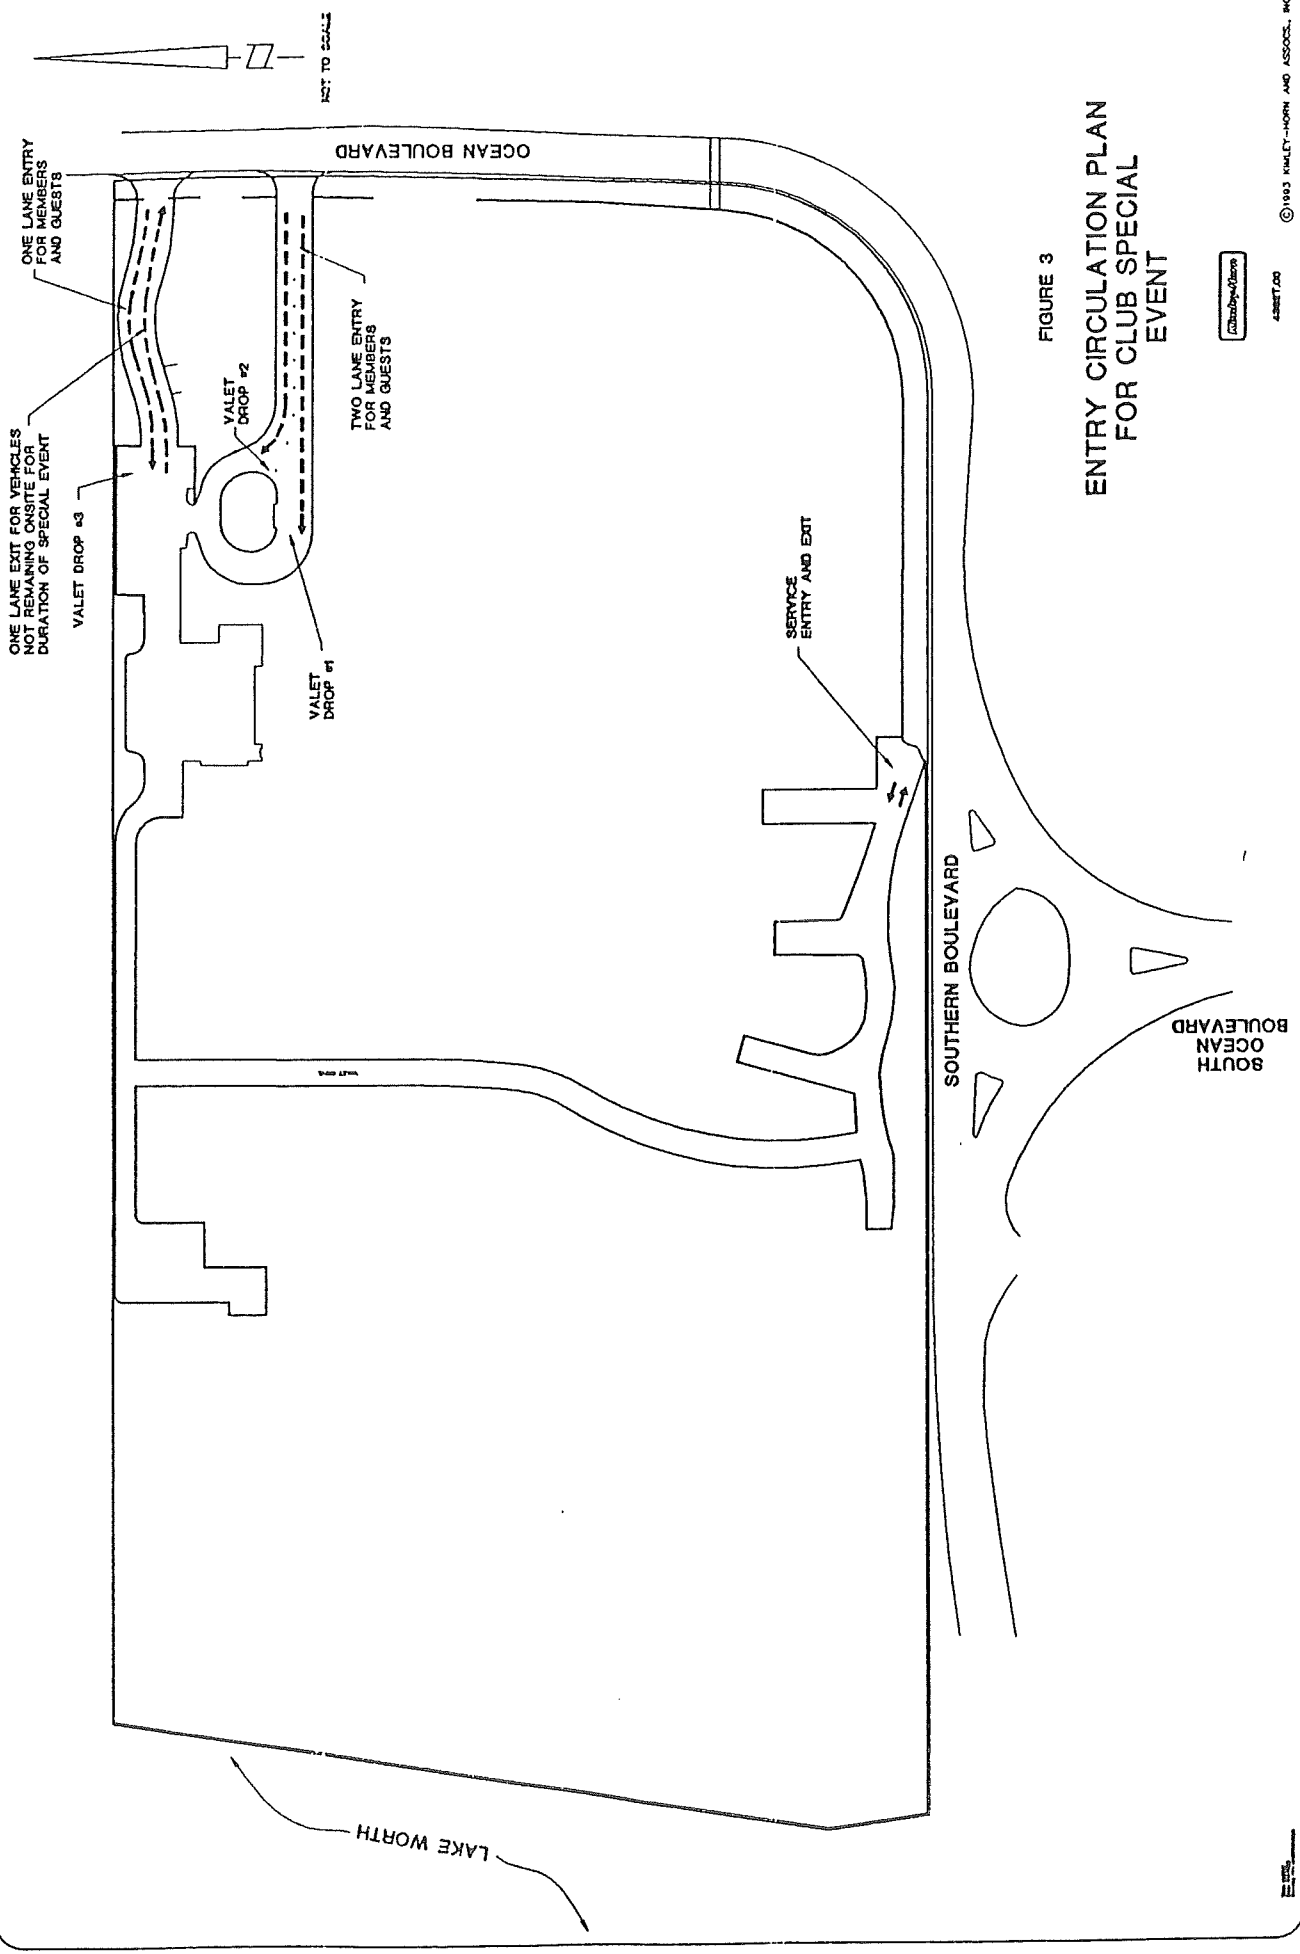 ONE LANE EXIT FOR VEHICLES
NOT REMAINING ONSITE FOR
DURATION OF SPECIAL EVENT
ONE LANE ENTRY
FOR MEMBERS
AND GUESTS
NOT TO SCALE
VALET DROP #3
VALET
DROP #2
VALET
DROP #1
TWO LANE ENTRY
FOR MEMBERS
AND GUESTS
OCEAN BOULEVARD
SERVICE
ENTRY AND EXIT
SOUTHERN BOULEVARD
SOUTH
OCEAN
BOULEVARD
LAKE WORTH
FIGURE 3
ENTRY CIRCULATION PLAN
FOR CLUB SPECIAL
EVENT
Kimley-Horn
©1993 KIMLEY-HORN AND ASSOCS., INC